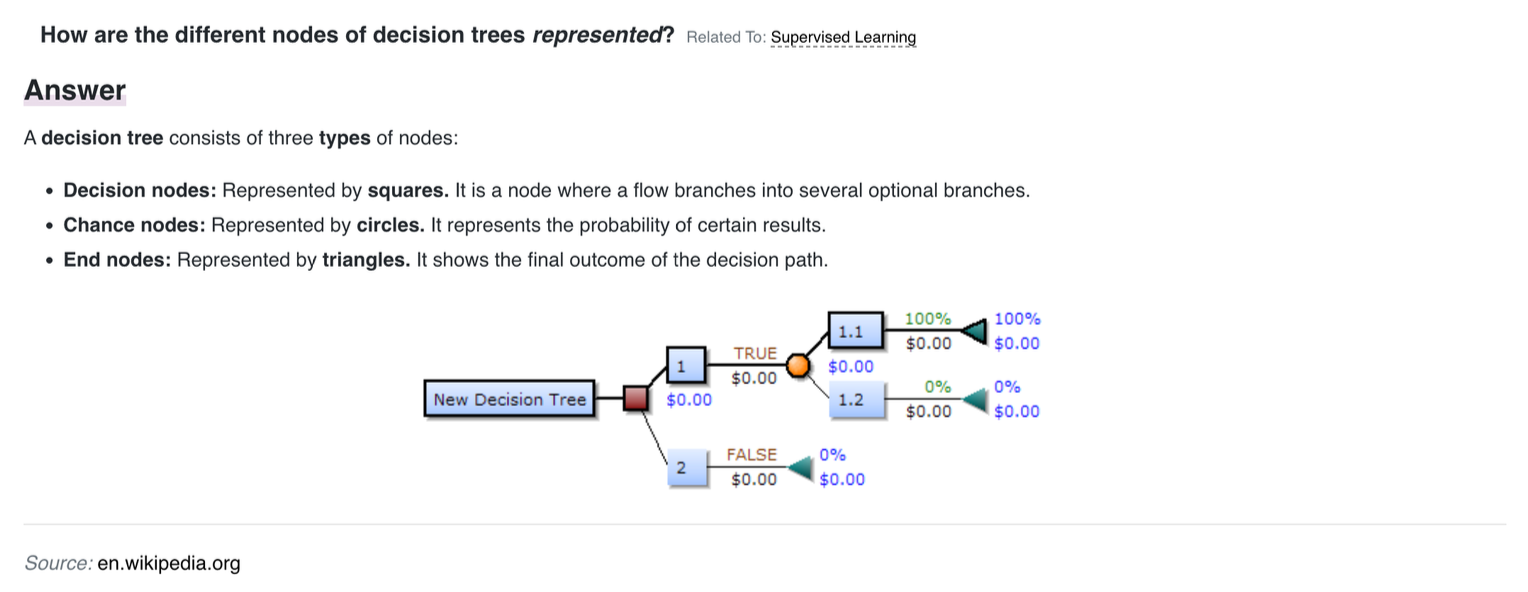 How are the different nodes of decision trees represented? Related To: Supervised Learning
Answer
A decision tree consists of three types of nodes:
• Decision nodes: Represented by squares. It is a node where a flow branches into several optional branches.
• Chance nodes: Represented by circles. It represents the probability of certain results.
• End nodes: Represented by triangles. It shows the final outcome of the decision path.
New Decision Tree
1
$0.00
TRUE
$0.00
1.1
$0.00
100%
$0.00
100%
$0.00
1.2
0%
$0.00
0%
$0.00
2
FALSE
$0.00
0%
$0.00
Source: en.wikipedia.org